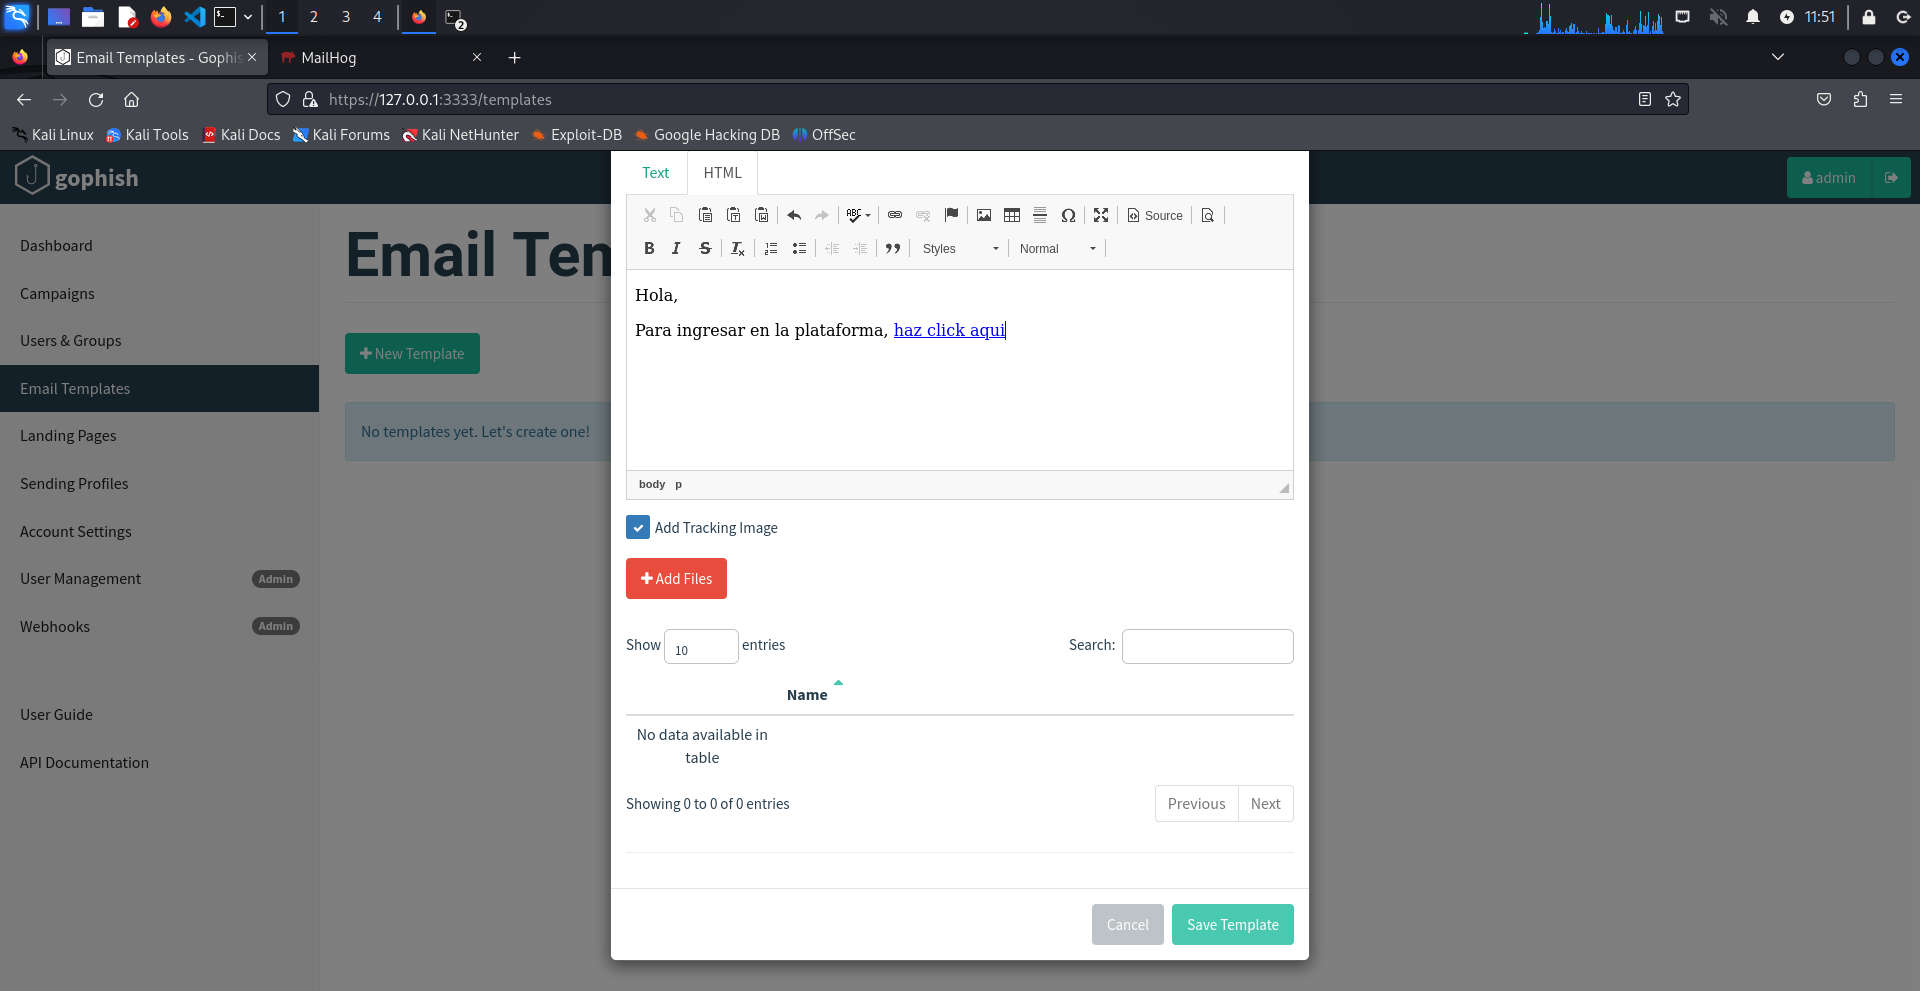 1 2 3 4 2 11:51
Email Templates - Gophis MailHog
https://127.0.0.1:3333/templates
Kali Linux Kali Tools Kali Docs Kali Forums Kali NetHunter Exploit-DB Google Hacking DB OffSec
gophish
admin
Dashboard
Campaigns
Users & Groups
Email Templates
Landing Pages
Sending Profiles
Account Settings
User Management Admin
Webhooks Admin
User Guide
API Documentation
Email Tem
New Template
No templates yet. Let's create one!
Text HTML
ABC Source
B I S Styles Normal
Hola,
Para ingresar en la plataforma, haz click aqui
body p
Add Tracking Image
Add Files
Show 10 entries Search:
Name
No data available in
table
Showing 0 to 0 of 0 entries Previous Next
Cancel Save Template